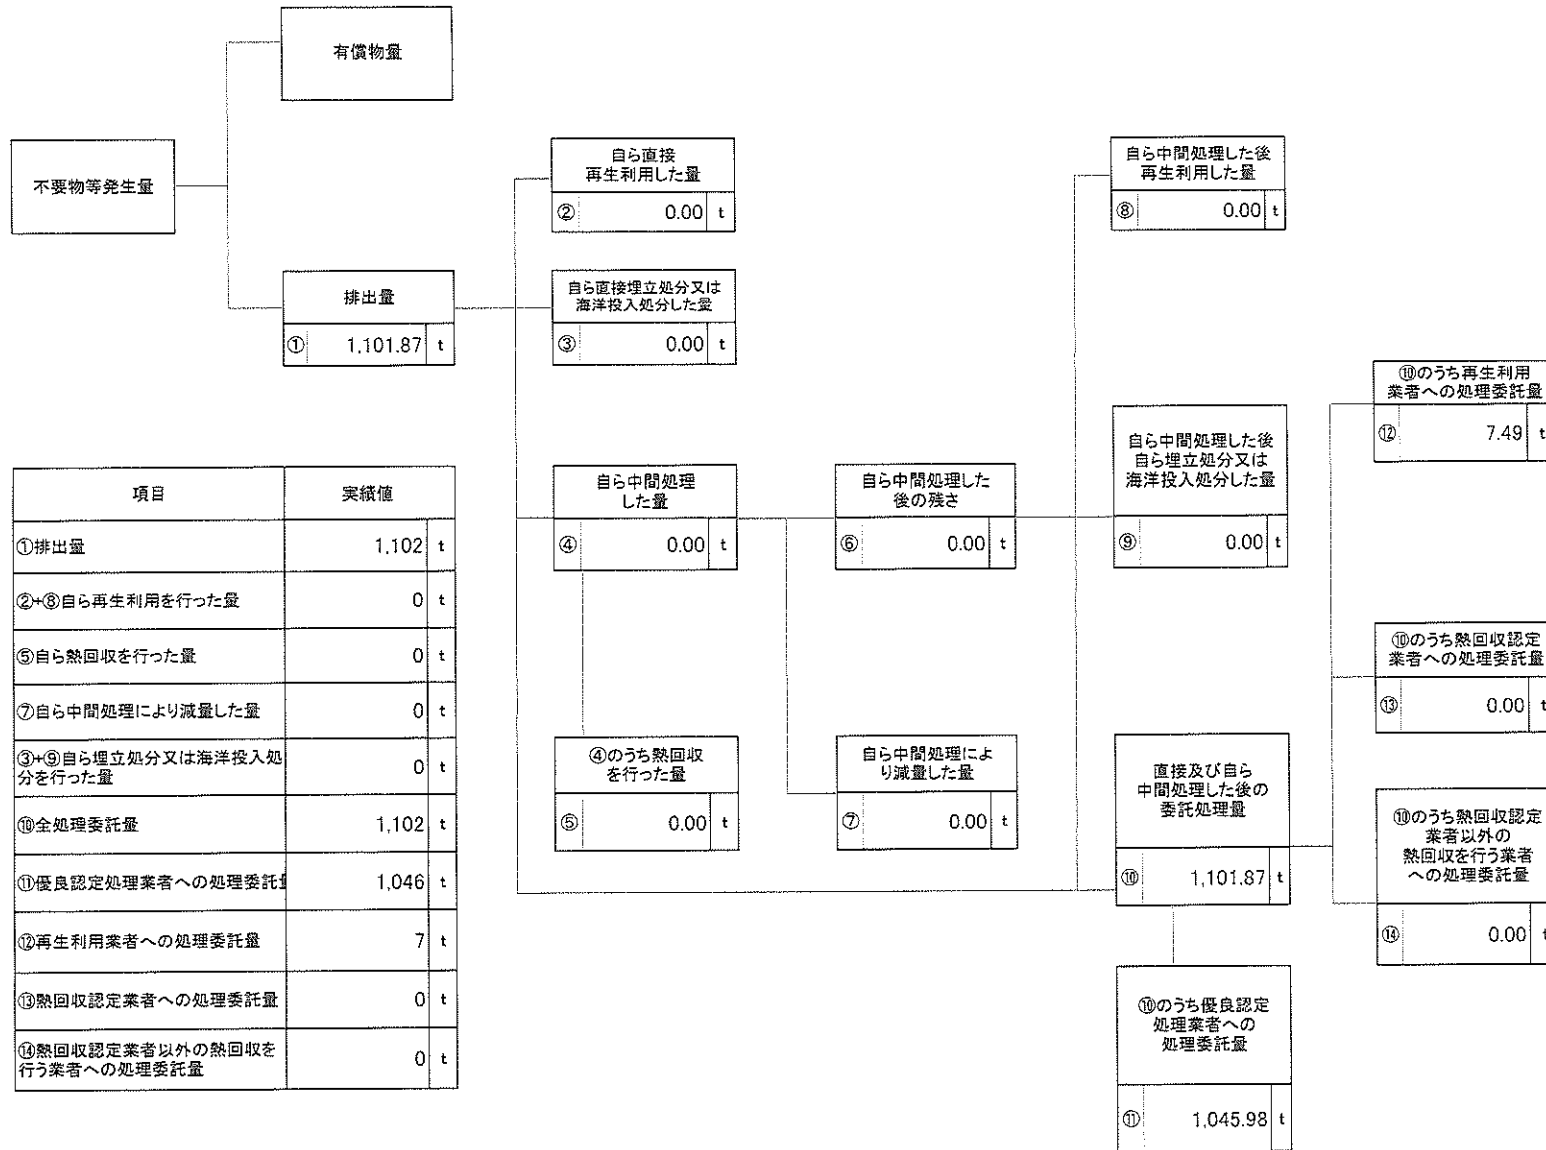 有償物量
不要物等発生量
排出量
① 1,101.87 t
自ら直接
再生利用した量
② 0.00 t
自ら直接埋立処分又は
海洋投入処分した量
③ 0.00 t
自ら中間処理
した量
④ 0.00 t
④のうち熱回収
を行った量
⑤ 0.00 t
自ら中間処理した
後の残さ
⑥ 0.00 t
自ら中間処理によ
り減量した量
⑦ 0.00 t
自ら中間処理した後
再生利用した量
⑧ 0.00 t
自ら中間処理した後
自ら埋立処分又は
海洋投入処分した量
⑨ 0.00 t
直接及び自ら
中間処理した後の
委託処理量
⑩ 1,101.87 t
⑩のうち優良認定
処理業者への
処理委託量
⑪ 1,045.98 t
⑩のうち再生利用
業者への処理委託量
⑫ 7.49 t
⑩のうち熱回収認定
業者への処理委託量
⑬ 0.00 t
⑩のうち熱回収認定
業者以外の
熱回収を行う業者
への処理委託量
⑭ 0.00 t
項目 実績値
①排出量 1,102 t
②+⑧自ら再生利用を行った量 0 t
⑤自ら熱回収を行った量 0 t
⑦自ら中間処理により減量した量 0 t
③+⑨自ら埋立処分又は海洋投入処
分を行った量 0 t
⑩全処理委託量 1,102 t
⑪優良認定処理業者への処理委託 1,046 t
⑫再生利用業者への処理委託量 7 t
⑬熱回収認定業者への処理委託量 0 t
⑭熱回収認定業者以外の熱回収を
行う業者への処理委託量 0 t